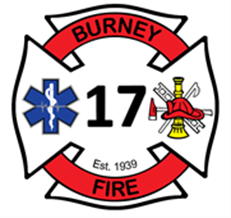 BURNEY
17
Est. 1939
FIRE